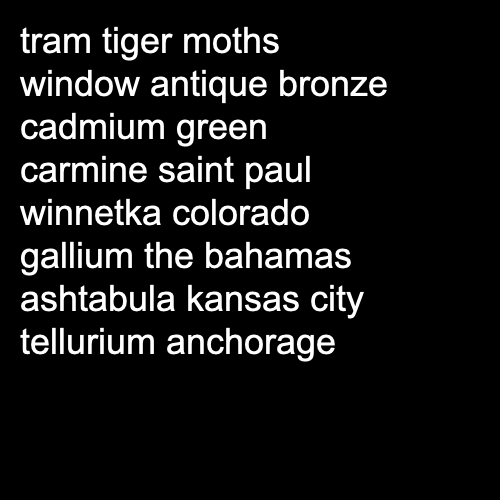 tram tiger moths
window antique bronze
cadmium green
carmine saint paul
winnetka colorado
gallium the bahamas
ashtabula kansas city
tellurium anchorage